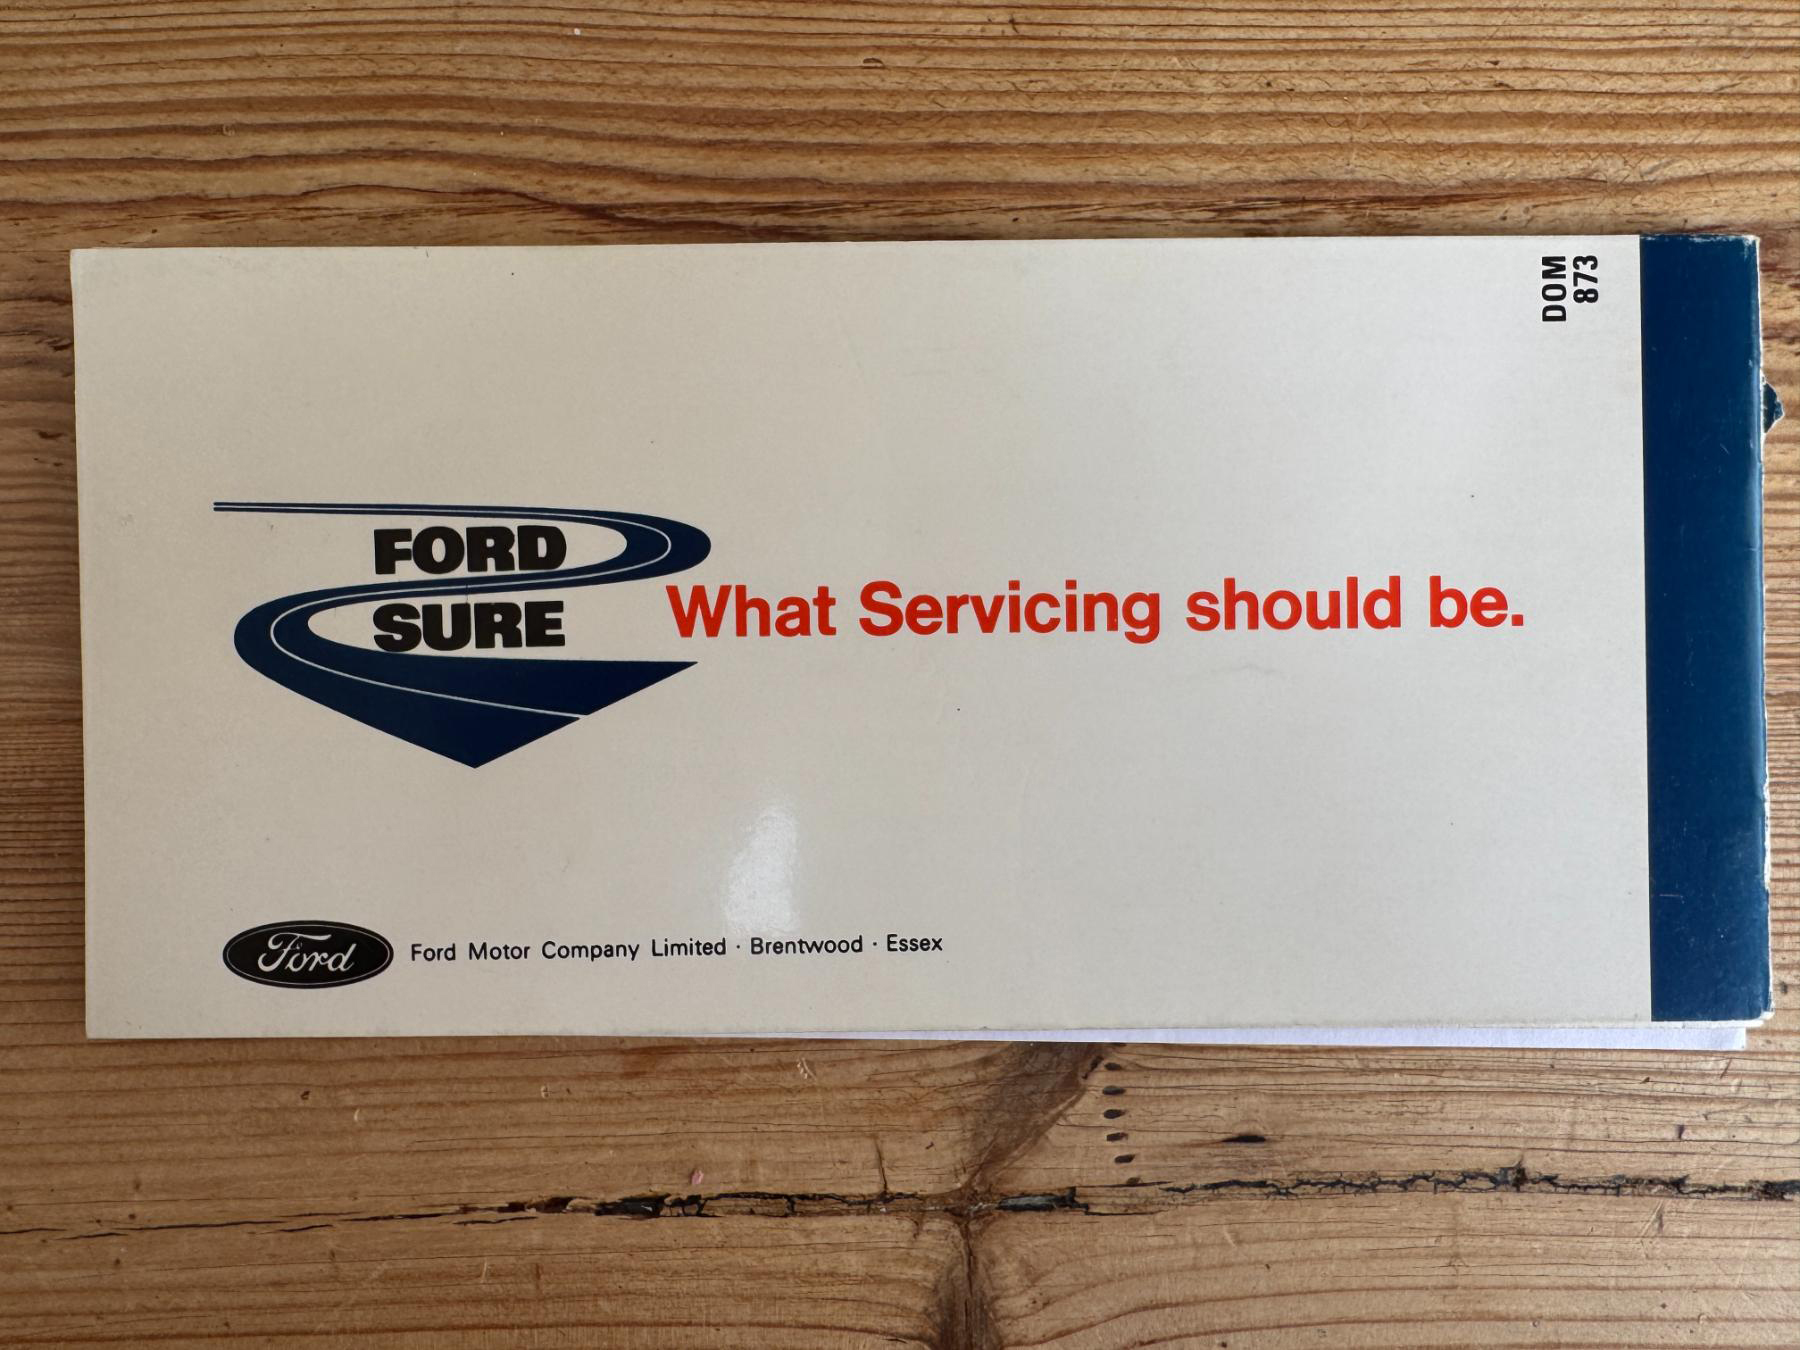 DOM
873
FORD
SURE
What Servicing should be.
Ford
Ford Motor Company Limited · Brentwood · Essex